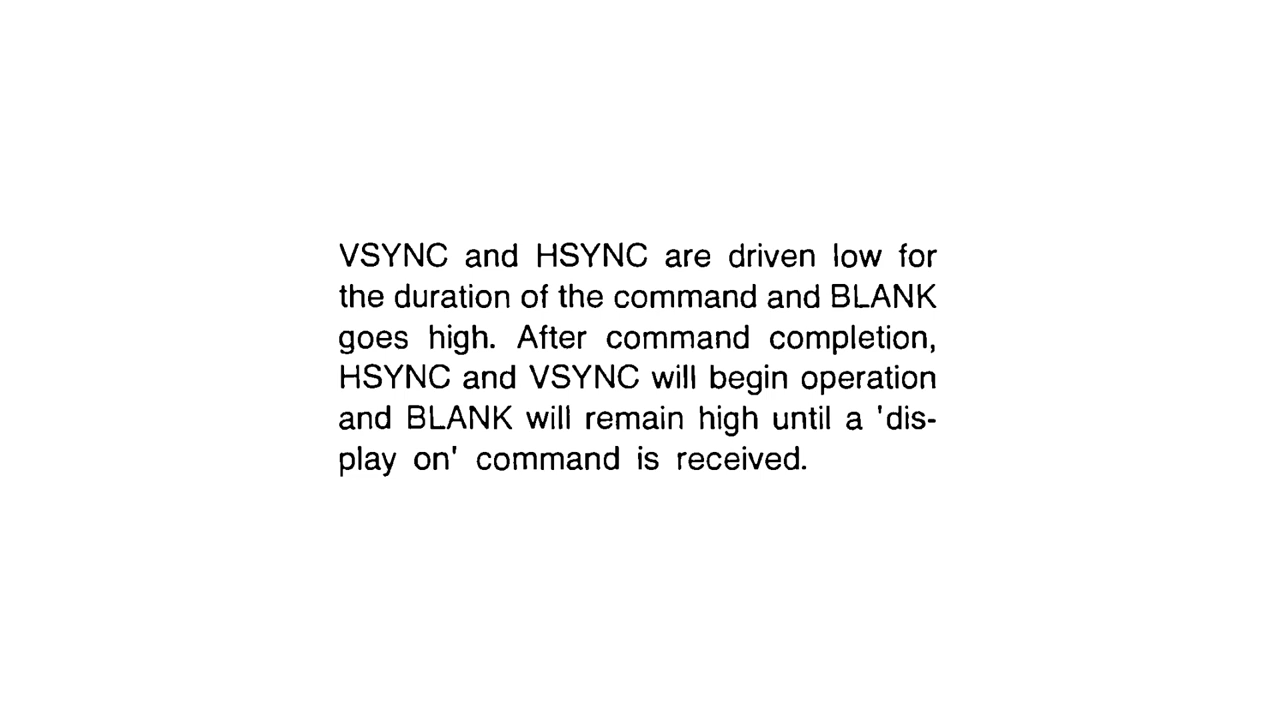 VSYNC and HSYNC are driven low for
the duration of the command and BLANK
goes high. After command completion,
HSYNC and VSYNC will begin operation
and BLANK will remain high until a 'dis-
play on' command is received.